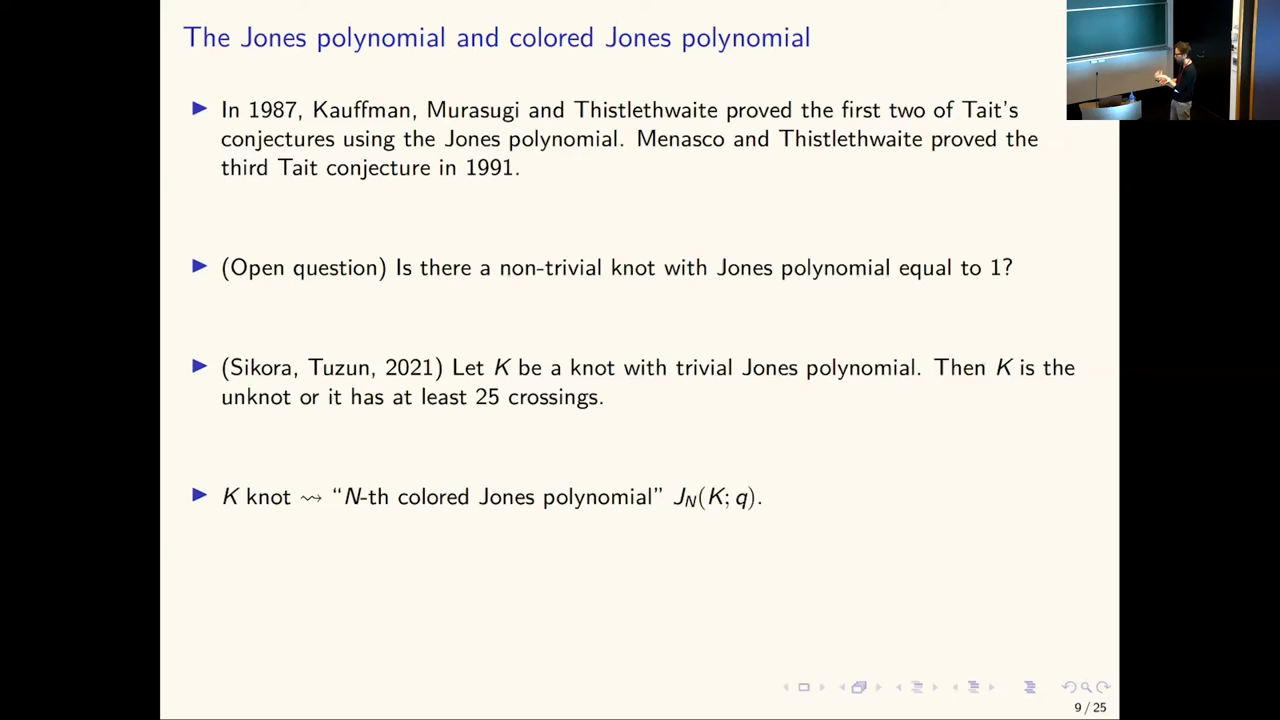 The Jones polynomial and colored Jones polynomial
▶ In 1987, Kauffman, Murasugi and Thistlethwaite proved the first two of Tait's
conjectures using the Jones polynomial. Menasco and Thistlethwaite proved the
third Tait conjecture in 1991.
▶ (Open question) Is there a non-trivial knot with Jones polynomial equal to 1?
▶ (Sikora, Tuzun, 2021) Let K be a knot with trivial Jones polynomial. Then K is the
unknot or it has at least 25 crossings.
▶ K knot ⇝ “N-th colored Jones polynomial” J_N(K; q).
9 / 25